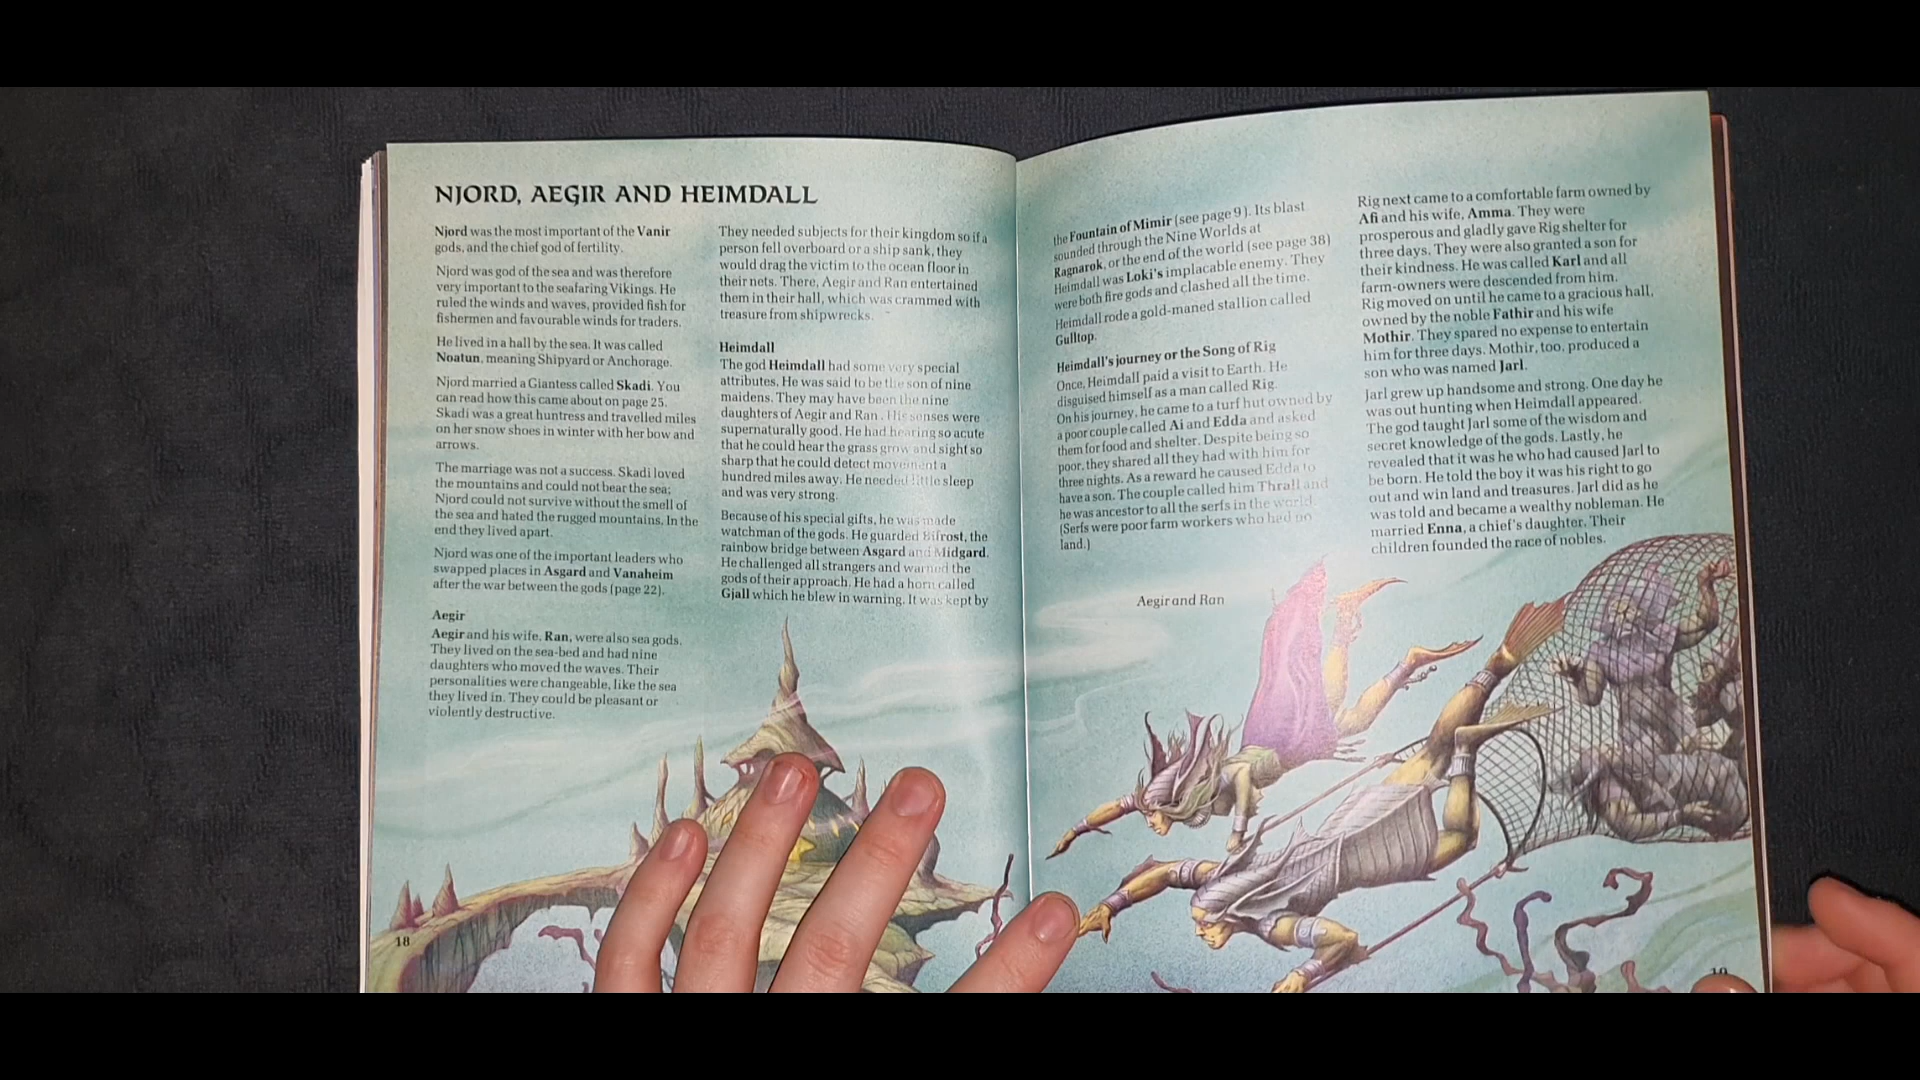 NJORD, AEGIR AND HEIMDALL
Njord was the most important of the Vanir
gods, and the chief god of fertility.
Njord was god of the sea and was therefore
very important to the seafaring Vikings. He
ruled the winds and waves, provided fish for
fishermen and favourable winds for traders.
He lived in a hall by the sea. It was called
Noatun, meaning Shipyard or Anchorage.
Njord married a Giantess called Skadi. You
can read how this came about on page 25.
Skadi was a great huntress and travelled miles
on her snow shoes in winter with her bow and
arrows.
The marriage was not a success. Skadi loved
the mountains and could not bear the sea;
Njord could not survive without the smell of
the sea and hated the rugged mountains. In the
end they lived apart.
Njord was one of the important leaders who
swapped places in Asgard and Vanaheim
after the war between the gods (page 22).
Aegir
Aegir and his wife, Ran, were also sea gods.
They lived on the sea-bed and had nine
daughters who moved the waves. Their
personalities were changeable, like the sea
they lived in. They could be pleasant or
violently destructive.
They needed subjects for their kingdom so if a
person fell overboard or a ship sank, they
would drag the victim to the ocean floor in
their nets. There, Aegir and Ran entertained
them in their hall, which was crammed with
treasure from shipwrecks.
Heimdall
The god Heimdall had some very special
attributes. He was said to be the son of nine
maidens. They may have been the nine
daughters of Aegir and Ran. His senses were
supernaturally good. He had hearing so acute
that he could hear the grass grow and sight so
sharp that he could detect movement a
hundred miles away. He needed little sleep
and was very strong.
Because of his special gifts, he was made
watchman of the gods. He guarded Bifrost, the
rainbow bridge between Asgard and Midgard.
He challenged all strangers and warned the
gods of their approach. He had a horn called
Gjall which he blew in warning. It was kept by
18
the Fountain of Mimir (see page 9). Its blast
sounded through the Nine Worlds at
Ragnarok, or the end of the world (see page 38)
Heimdall was Loki's implacable enemy. They
were both fire gods and clashed all the time.
Heimdall rode a gold-maned stallion called
Gulltop.
Heimdall's journey or the Song of Rig
Once, Heimdall paid a visit to Earth. He
disguised himself as a man called Rig.
On his journey, he came to a turf hut owned by
a poor couple called Ai and Edda and asked
them for food and shelter. Despite being so
poor, they shared all they had with him for
three nights. As a reward he caused Edda to
have a son. The couple called him Thrall and
he was ancestor to all the serfs in the world.
(Serfs were poor farm workers who had no
land.)
Aegir and Ran
Rig next came to a comfortable farm owned by
Afi and his wife, Amma. They were
prosperous and gladly gave Rig shelter for
three days. They were also granted a son for
their kindness. He was called Karl and all
farm-owners were descended from him.
Rig moved on until he came to a gracious hall,
owned by the noble Fathir and his wife
Mothir. They spared no expense to entertain
him for three days. Mothir, too, produced a
son who was named Jarl.
Jarl grew up handsome and strong. One day he
was out hunting when Heimdall appeared.
The god taught Jarl some of the wisdom and
secret knowledge of the gods. Lastly, he
revealed that it was he who had caused Jarl to
be born. He told the boy it was his right to go
out and win land and treasures. Jarl did as he
was told and became a wealthy nobleman. He
married Enna, a chief's daughter. Their
children founded the race of nobles.